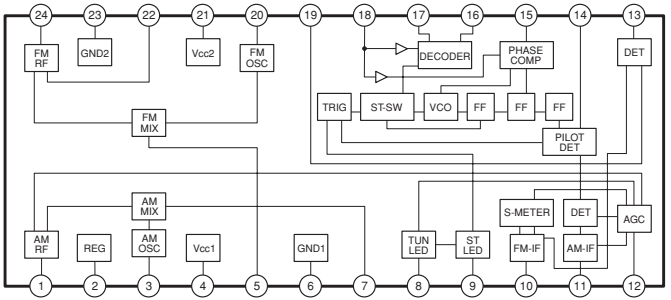 24 23 22 21 20 19 18 17 16 15 14 13
FM
RF
GND2
Vcc2
FM
OSC
DECODER
PHASE
COMP
DET
TRIG
ST-SW
VCO
FF
FF
FF
FM
MIX
PILOT
DET
AM
MIX
S-METER
DET
AGC
AM
RF
REG
AM
OSC
Vcc1
GND1
TUN
LED
ST
LED
FM-IF
AM-IF
1 2 3 4 5 6 7 8 9 10 11 12